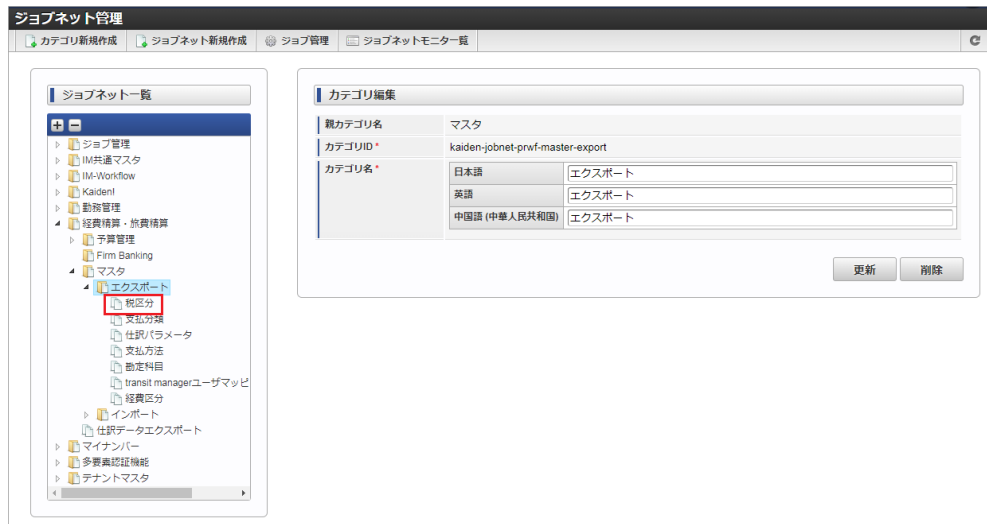 ジョブネット管理
カテゴリ新規作成 ジョブネット新規作成 ジョブ管理 ジョブネットモニタ一覧
ジョブネット一覧
ジョブ管理
IM共通マスタ
IM-Workflow
Kaiden!
勤務管理
経費精算・旅費精算
予算管理
Firm Banking
マスタ
エクスポート
税区分
支払分類
仕訳パラメータ
支払方法
勘定科目
transit managerユーザマッピ
経費区分
インポート
仕訳データエクスポート
マイナンバー
多要素認証機能
テナントマスタ
カテゴリ編集
親カテゴリ名 マスタ
カテゴリID * kaiden-jobnet-prwf-master-export
カテゴリ名 * 日本語 エクスポート
英語 エクスポート
中国語 (中華人民共和国) エクスポート
更新 削除